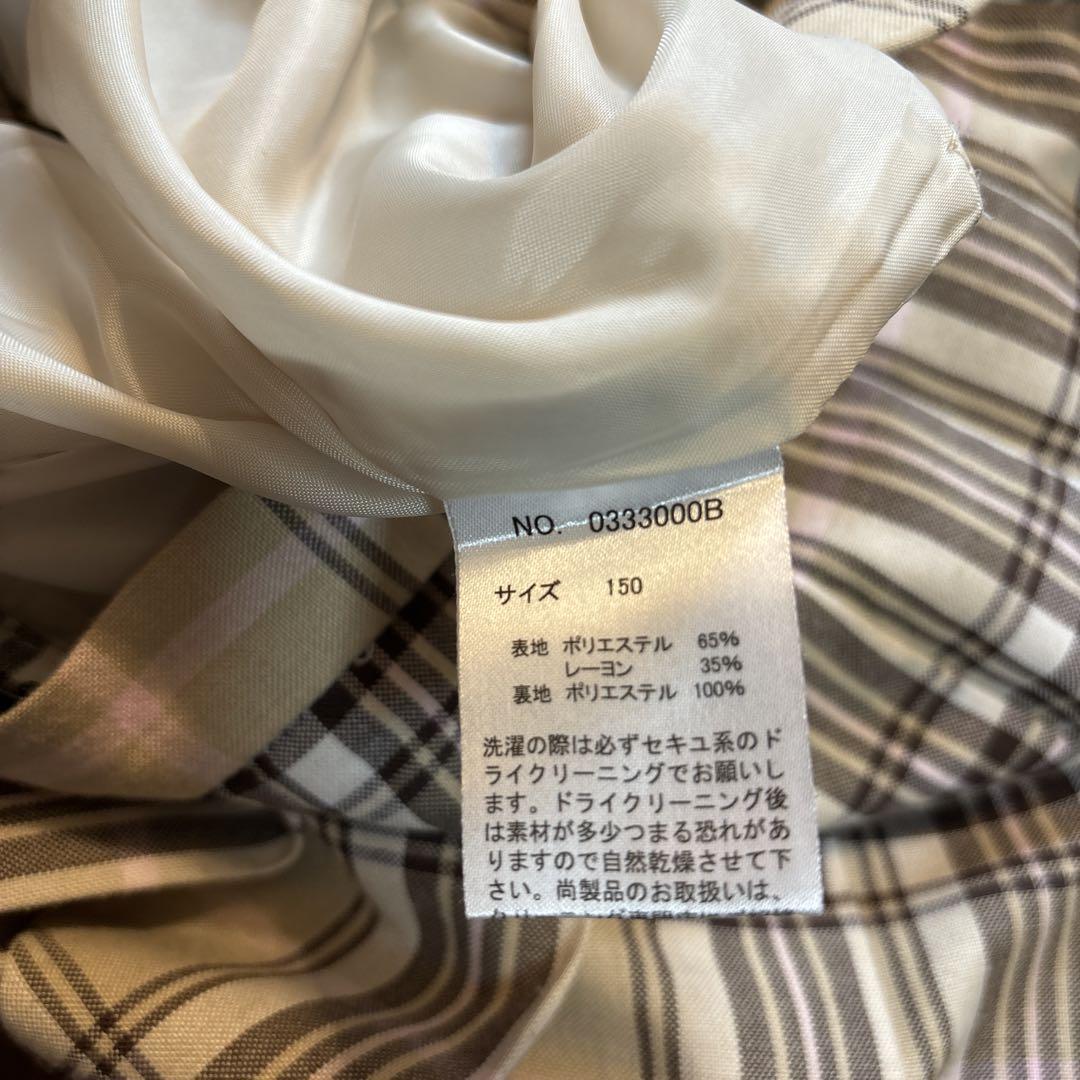 NO. 0333000B
サイズ 150
表地 ポリエステル 65%
レーヨン 35%
裏地 ポリエステル 100%
洗濯の際は必ずセキユ系のド
ライクリーニングでお願いし
ます。ドライクリーニング後
は素材が多少つまる恐れがあ
りますので自然乾燥させて下
さい。尚製品のお取扱いは、